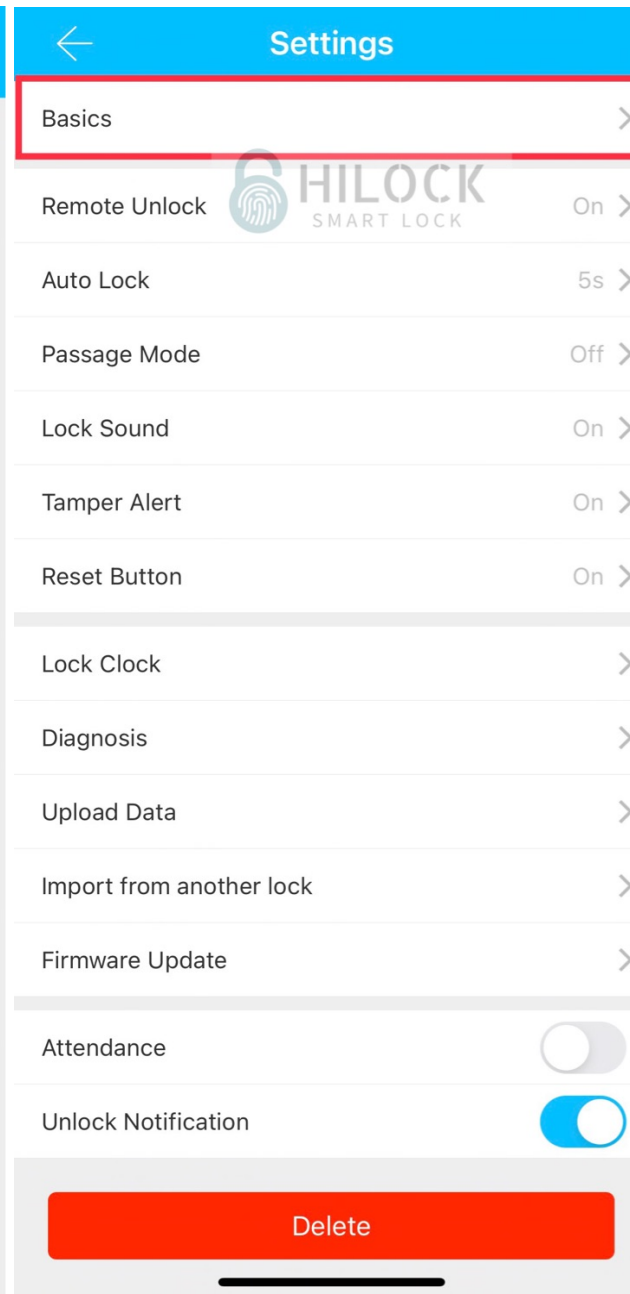 Settings
Basics
HILOCK
SMART LOCK
Remote Unlock On
Auto Lock 5s
Passage Mode Off
Lock Sound On
Tamper Alert On
Reset Button On
Lock Clock
Diagnosis
Upload Data
Import from another lock
Firmware Update
Attendance
Unlock Notification
Delete